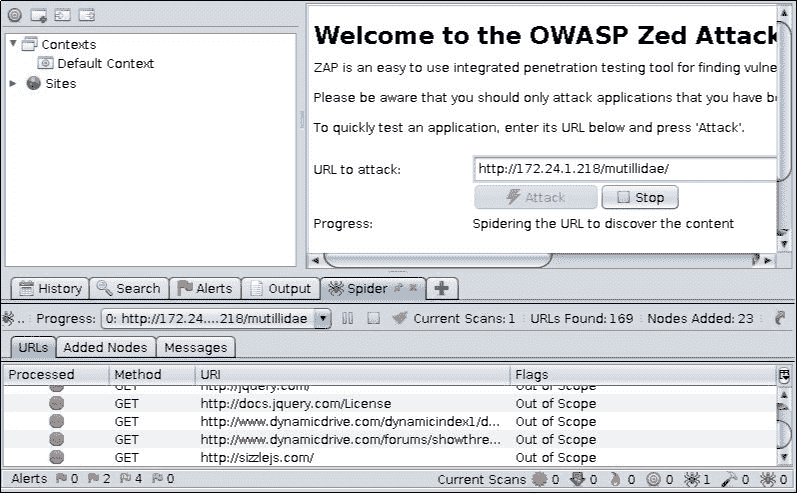 Contexts
Default Context
Sites
Welcome to the OWASP Zed Attack
ZAP is an easy to use integrated penetration testing tool for finding vulne
Please be aware that you should only attack applications that you have b
To quickly test an application, enter its URL below and press 'Attack'.
URL to attack: http://172.24.1.218/mutillidae/
Attack Stop
Progress: Spidering the URL to discover the content
History Search Alerts Output Spider
.. Progress: 0: http://172.24....218/mutillidae Current Scans: 1 URLs Found: 169 Nodes Added: 23
URLs Added Nodes Messages
Processed Method URI Flags
GET http://jquery.com/ Out of Scope
GET http://docs.jquery.com/License Out of Scope
GET http://www.dynamicdrive.com/dynamicindex1/d... Out of Scope
GET http://www.dynamicdrive.com/forums/showthre... Out of Scope
GET http://sizzlejs.com/ Out of Scope
Alerts 0 2 4 0 Current Scans 0 0 0 0 1 0 0